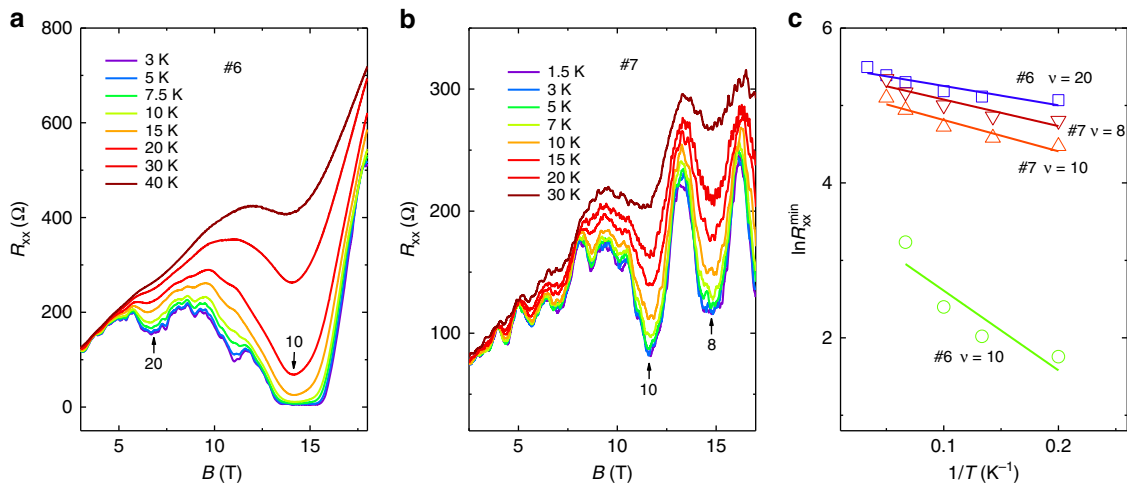 a
#6
3 K
5 K
7.5 K
10 K
15 K
20 K
30 K
40 K
800
600
400
200
0
R_xx (Ω)
20
10
5
10
15
B (T)
b
#7
1.5 K
3 K
5 K
7 K
10 K
15 K
20 K
30 K
300
200
100
R_xx (Ω)
10
8
5
10
15
B (T)
c
6
4
2
lnR_xx^min
#6 ν = 20
#7 ν = 8
#7 ν = 10
#6 ν = 10
0.1
0.2
1/T (K⁻¹)